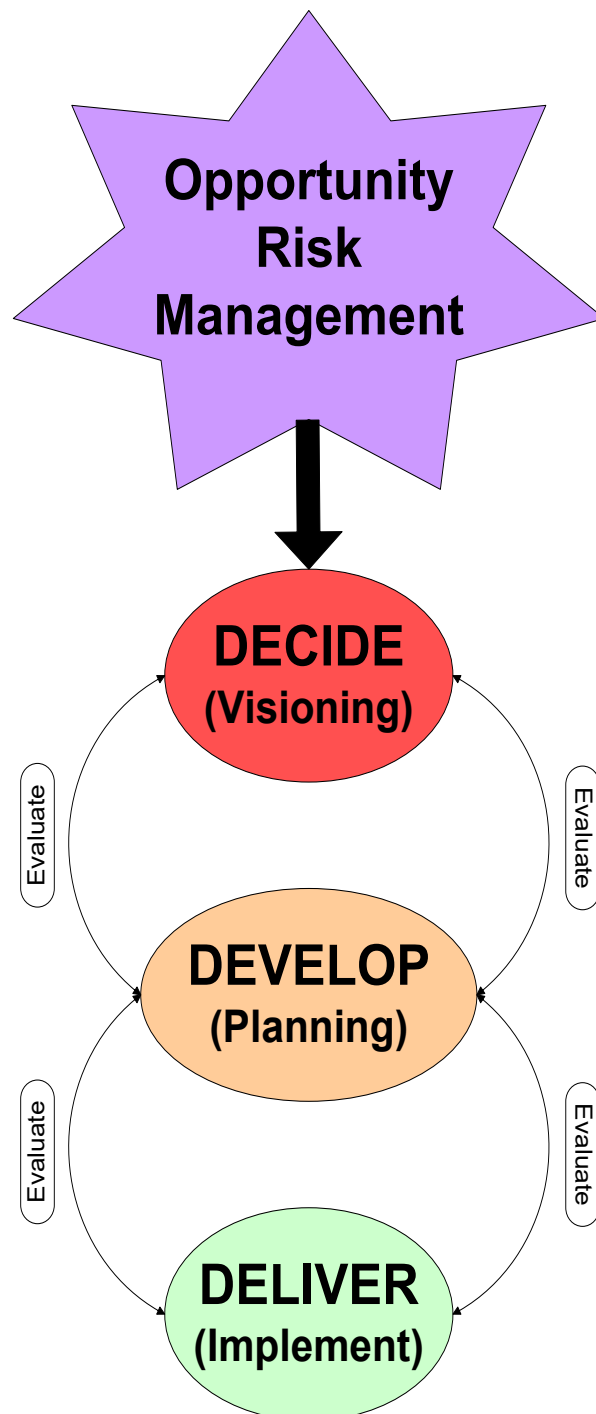 Opportunity
Risk
Management
DECIDE
(Visioning)
Evaluate
Evaluate
DEVELOP
(Planning)
Evaluate
Evaluate
DELIVER
(Implement)